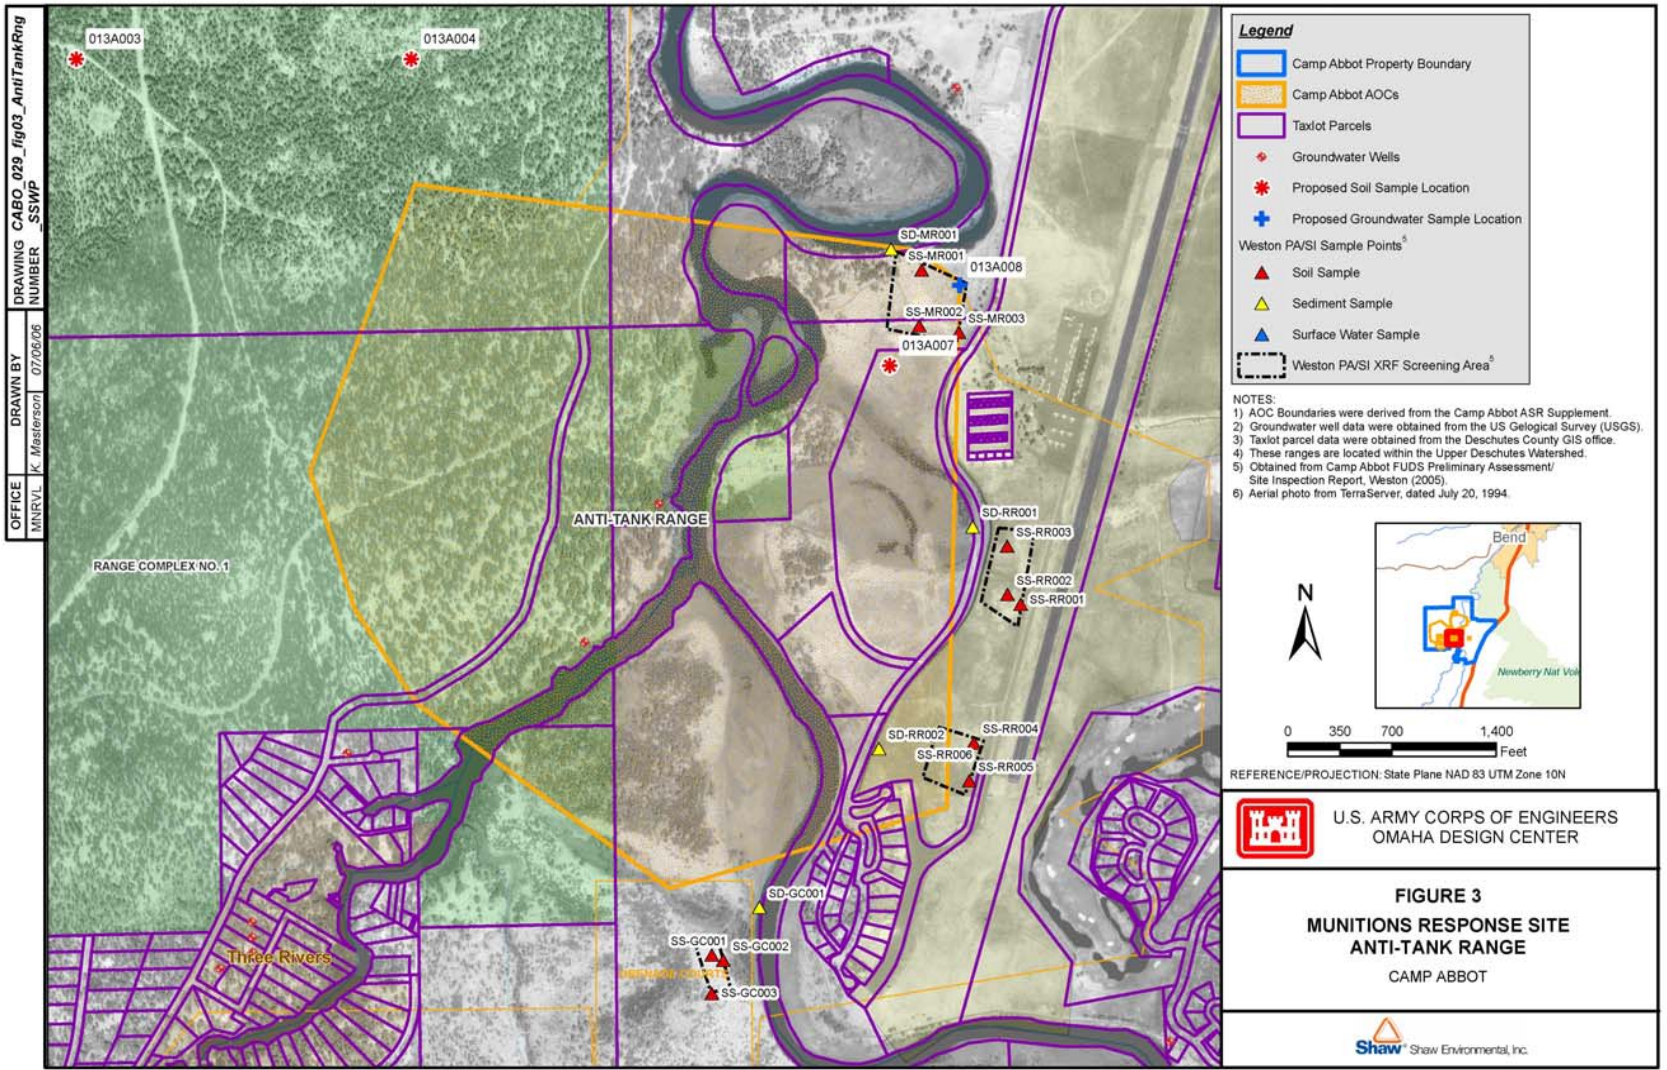 DRAWING NUMBER CABO_029_fig03_AntiTankRng_SSWP
DRAWN BY
K. Masterson 07/06/06
OFFICE
MNRVL
013A003
013A004
SD-MR001
SS-MR001
013A008
SS-MR002
SS-MR003
013A007
SD-RR001
SS-RR003
ANTI-TANK RANGE
RANGE COMPLEX NO. 1
SS-RR002
SS-RR001
SS-RR004
SD-RR002
SS-RR006
SS-RR005
SD-GC001
SS-GC001
SS-GC002
Three Rivers
SS-GC003
Legend
Camp Abbot Property Boundary
Camp Abbot AOCs
Taxlot Parcels
Groundwater Wells
Proposed Soil Sample Location
Proposed Groundwater Sample Location
Weston PA/SI Sample Points5
Soil Sample
Sediment Sample
Surface Water Sample
Weston PA/SI XRF Screening Area5
NOTES:
1) AOC Boundaries were derived from the Camp Abbot ASR Supplement.
2) Groundwater well data were obtained from the US Gelogical Survey (USGS).
3) Taxlot parcel data were obtained from the Deschutes County GIS office.
4) These ranges are located within the Upper Deschutes Watershed.
5) Obtained from Camp Abbot FUDS Preliminary Assessment/
Site Inspection Report, Weston (2005).
6) Aerial photo from TerraServer, dated July 20, 1994.
Bend
Newberry Nat Vol
N
0 350 700 1,400
Feet
REFERENCE/PROJECTION: State Plane NAD 83 UTM Zone 10N
U.S. ARMY CORPS OF ENGINEERS
OMAHA DESIGN CENTER
FIGURE 3
MUNITIONS RESPONSE SITE
ANTI-TANK RANGE
CAMP ABBOT
Shaw® Shaw Environmental, Inc.